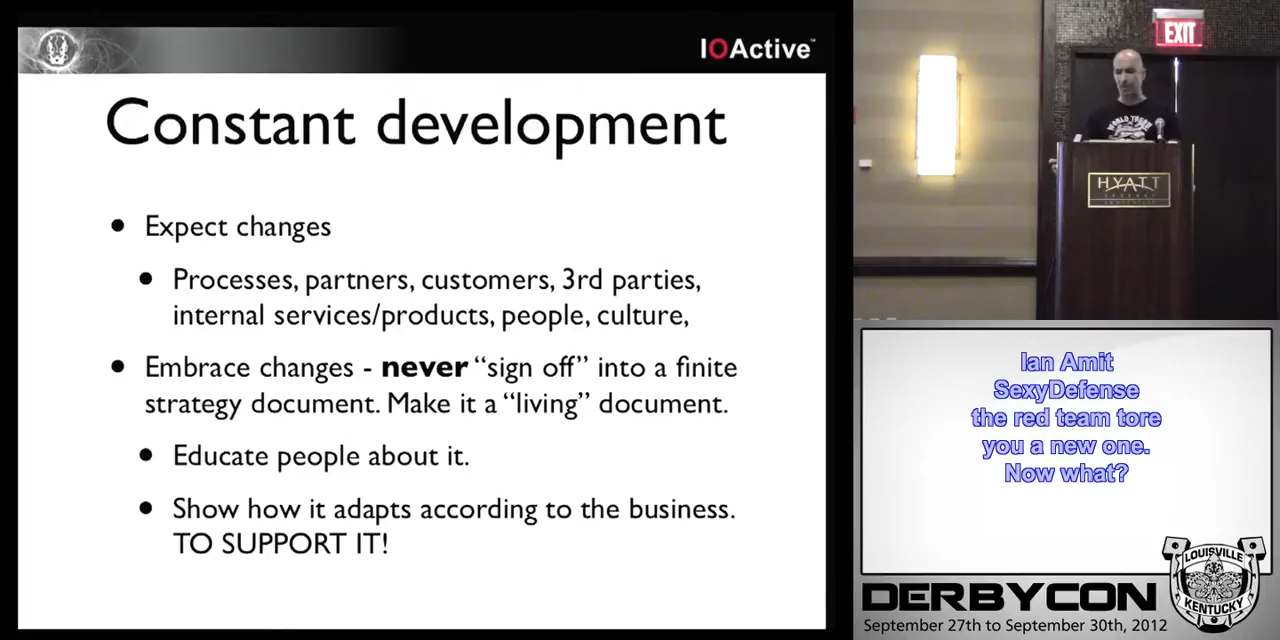 IOActive™
Constant development
• Expect changes
• Processes, partners, customers, 3rd parties,
internal services/products, people, culture,
• Embrace changes - never “sign off” into a finite
strategy document. Make it a “living” document.
• Educate people about it.
• Show how it adapts according to the business.
TO SUPPORT IT!
EXIT
WORLD
HYATT
Ian Amit
SexyDefense
the red team tore
you a new one.
Now what?
LOUISVILLE
KENTUCKY
DERBYCON
September 27th to September 30th, 2012